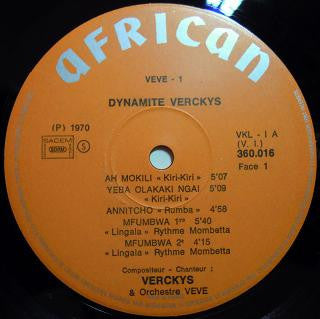 African
VEVE - 1
DYNAMITE VERCKYS
(P) 1970
VKL - I A
(V. I.)
360.016
Face 1
SACEM
S
AH MOKILI « Kiri-Kiri » 5'07
YEBA OLAKAKI NGAI 5'09
« Kiri-Kiri »
ANNITCHO « Rumba » 4'58
MFUMBWA 1re 5'40
« Lingala » Rythme Mombetta
MFUMBWA 2e 4'15
« Lingala » Rythme Mombetta
Compositeur - Chanteur :
VERCKYS
& Orchestre VEVE